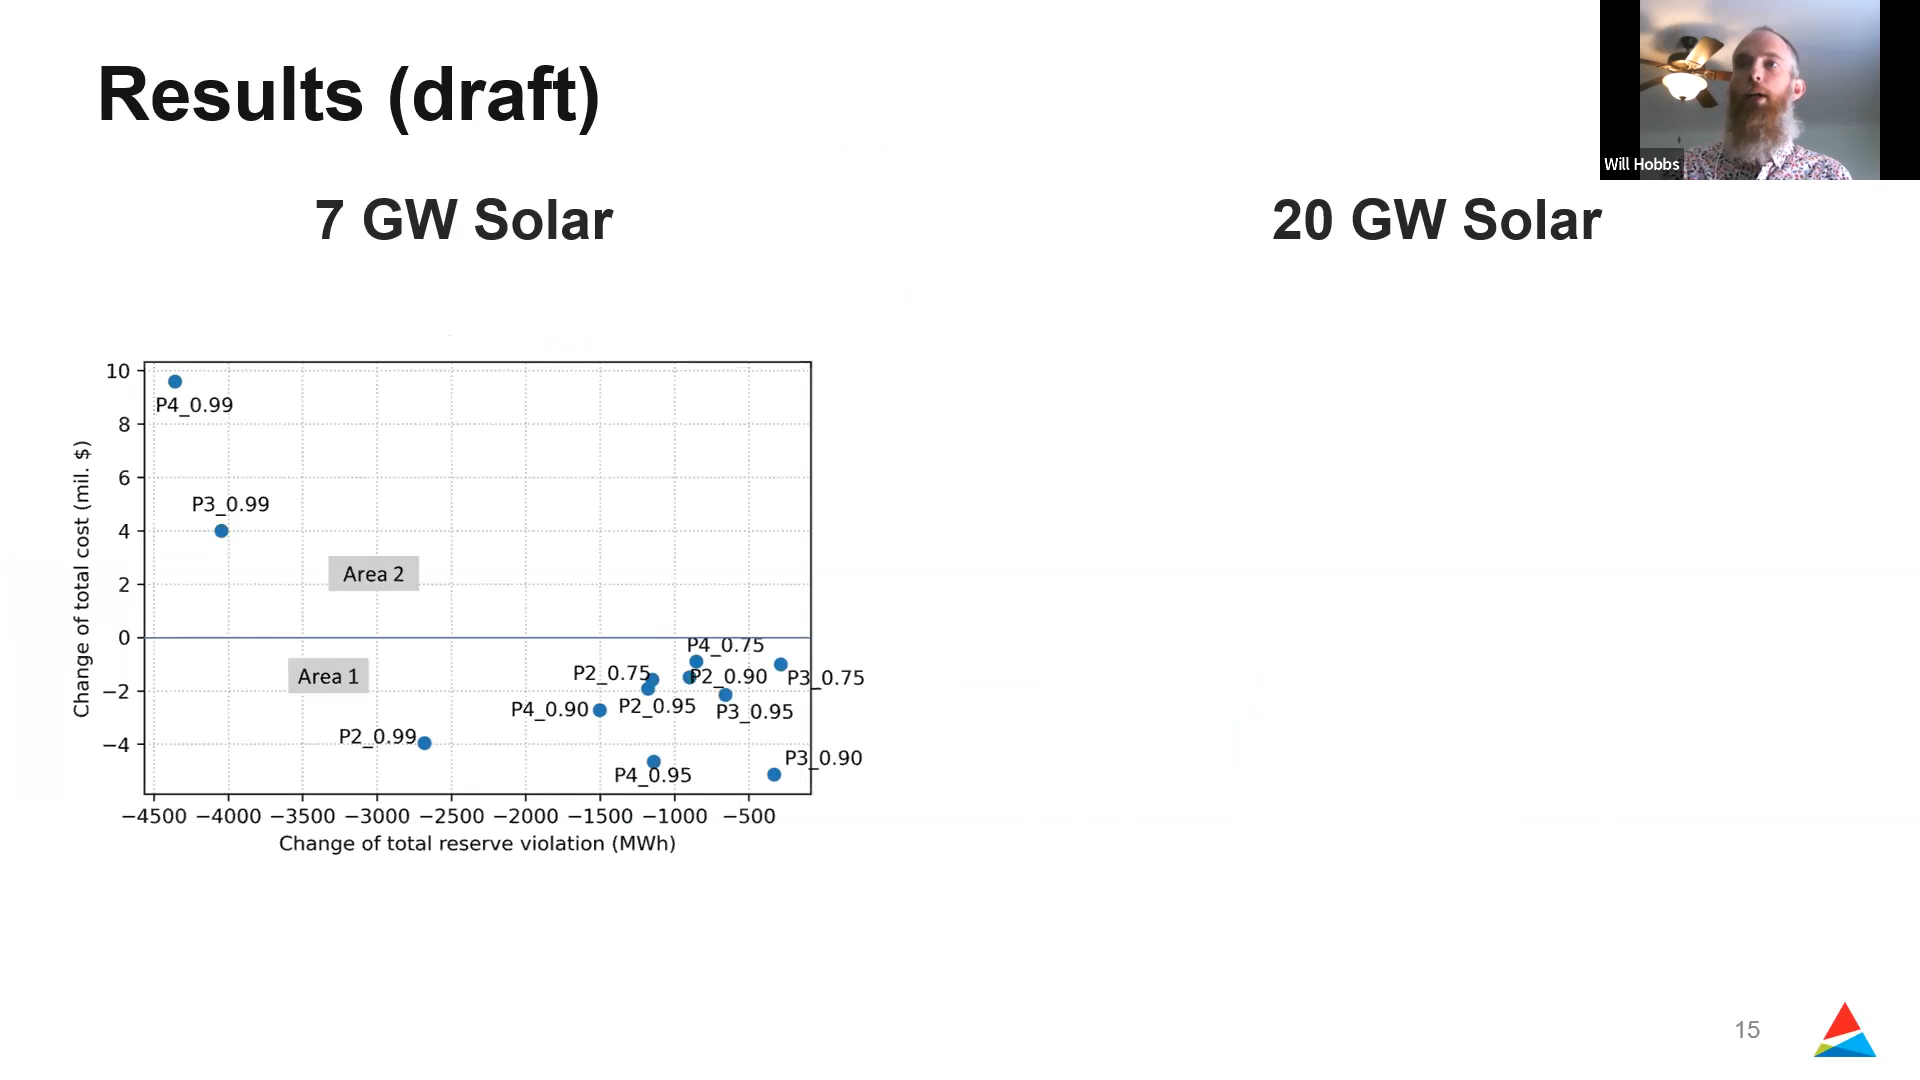 Results (draft)
Will Hobbs
7 GW Solar
20 GW Solar
10
8
6
4
2
0
−2
−4
Change of total cost (mil. $)
P4_0.99
P3_0.99
Area 2
Area 1
P4_0.75
P2_0.75
P2_0.90
P3_0.75
P4_0.90
P2_0.95
P3_0.95
P2_0.99
P3_0.90
P4_0.95
−4500 −4000 −3500 −3000 −2500 −2000 −1500 −1000 −500
Change of total reserve violation (MWh)
15